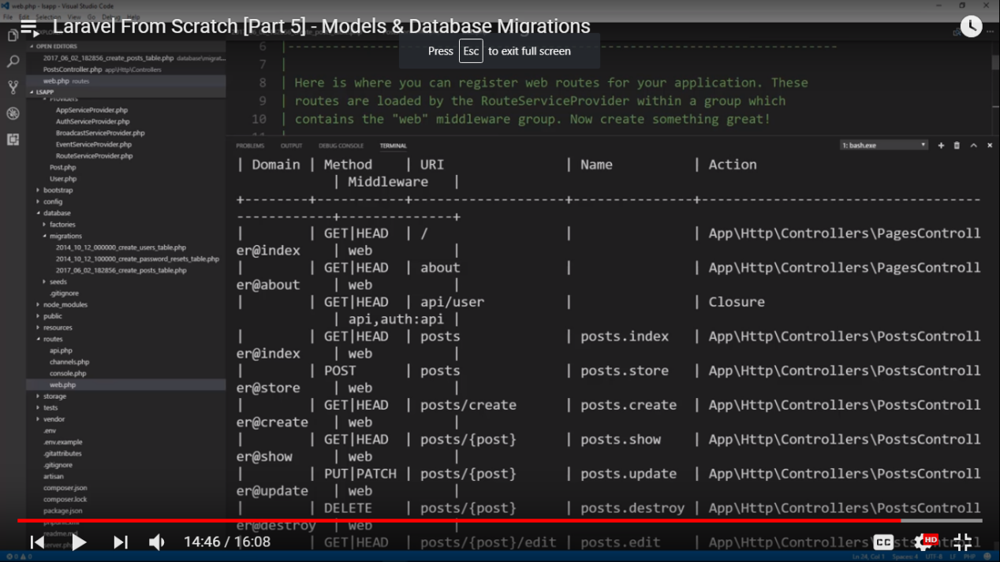 web.php - lsapp - Visual Studio Code
File Edit Selection View Go Debug Help
Laravel From Scratch [Part 5] - Models & Database Migrations
Press Esc to exit full screen
OPEN EDITORS
2017_06_02_182856_create_posts_table.php database\migrat...
PostsController.php app\Http\Controllers
web.php routes
LSAPP
Providers
AppServiceProvider.php
AuthServiceProvider.php
BroadcastServiceProvider.php
EventServiceProvider.php
RouteServiceProvider.php
Post.php
User.php
bootstrap
config
database
factories
migrations
2014_10_12_000000_create_users_table.php
2014_10_12_100000_create_password_resets_table.php
2017_06_02_182856_create_posts_table.php
seeds
.gitignore
node_modules
public
resources
routes
api.php
channels.php
console.php
web.php
storage
tests
vendor
.env
.env.example
.gitattributes
.gitignore
artisan
composer.json
composer.lock
package.json
phpunit.xml
readme.md
server.php
6 |--------------------------------------------------------------------
7 |
8 | Here is where you can register web routes for your application. These
9 | routes are loaded by the RouteServiceProvider within a group which
10 | contains the "web" middleware group. Now create something great!
11 |
PROBLEMS OUTPUT DEBUG CONSOLE TERMINAL 1: bash.exe
| Domain | Method | URI | Name | Action
| Middleware |
+--------+-----------+-------------------+---------------+-----------------------------------
------------+--------------+
| | GET|HEAD | / | | App\Http\Controllers\PagesControll
er@index | web |
| | GET|HEAD | about | | App\Http\Controllers\PagesControll
er@about | web |
| | GET|HEAD | api/user | | Closure
| api,auth:api |
| | GET|HEAD | posts | posts.index | App\Http\Controllers\PostsControll
er@index | web |
| | POST | posts | posts.store | App\Http\Controllers\PostsControll
er@store | web |
| | GET|HEAD | posts/create | posts.create | App\Http\Controllers\PostsControll
er@create | web |
| | GET|HEAD | posts/{post} | posts.show | App\Http\Controllers\PostsControll
er@show | web |
| | PUT|PATCH | posts/{post} | posts.update | App\Http\Controllers\PostsControll
er@update | web |
| | DELETE | posts/{post} | posts.destroy | App\Http\Controllers\PostsControll
er@destroy | web |
| | GET|HEAD | posts/{post}/edit | posts.edit | App\Http\Controllers\PostsControll
14:46 / 16:08
CC HD
0 0 Ln 24, Col 1 Spaces: 4 UTF-8 LF PHP